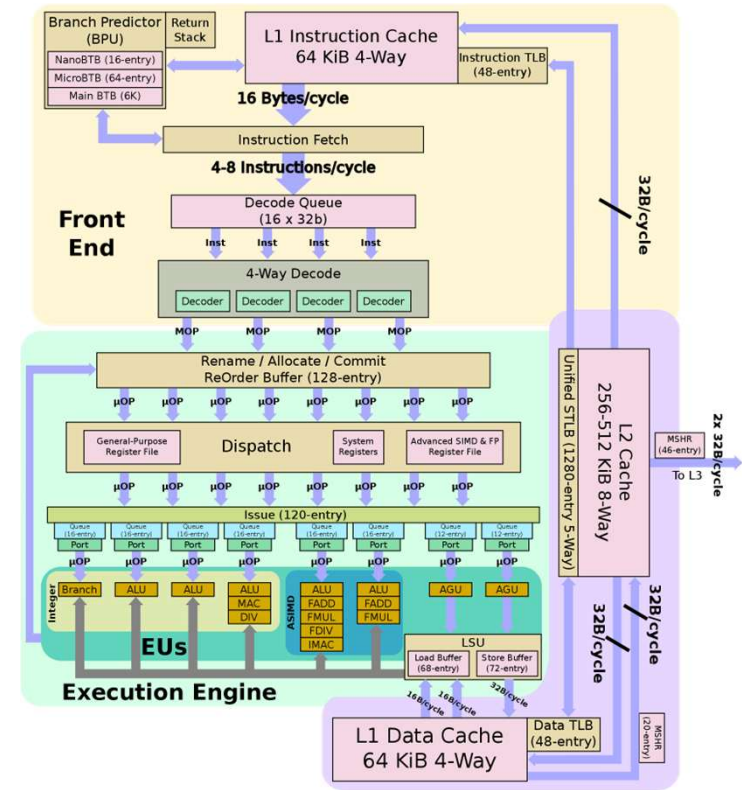 Branch Predictor
(BPU)
Return
Stack
NanoBTB (16-entry)
MicroBTB (64-entry)
Main BTB (6K)
L1 Instruction Cache
64 KiB 4-Way
Instruction TLB
(48-entry)
16 Bytes/cycle
Instruction Fetch
4-8 Instructions/cycle
Decode Queue
(16 x 32b)
32B/cycle
Front
End
Inst Inst Inst Inst
4-Way Decode
Decoder Decoder Decoder Decoder
MOP MOP MOP MOP
Rename / Allocate / Commit
ReOrder Buffer (128-entry)
µOP µOP µOP µOP µOP µOP µOP µOP
General-Purpose
Register File
Dispatch
System
Registers
Advanced SIMD & FP
Register File
µOP µOP µOP µOP µOP µOP µOP µOP
Unified STLB (1280-entry 5-Way)
L2 Cache
256-512 KiB 8-Way
MSHR
(46-entry)
To L3
2x 32B/cycle
Issue (120-entry)
Queue Queue Queue Queue Queue Queue Queue Queue
(16-entry) (16-entry) (16-entry) (16-entry) (16-entry) (16-entry) (12-entry) (12-entry)
Port Port Port Port Port Port Port Port
µOP µOP µOP µOP µOP µOP µOP µOP
Integer
Branch ALU ALU ALU
MAC
DIV
ASIMD
ALU
FADD
FMUL
FDIV
IMAC
ALU
FADD
FMUL
AGU AGU
EUs
LSU
Load Buffer
(68-entry)
Store Buffer
(72-entry)
Execution Engine
16B/cycle 16B/cycle 32B/cycle
32B/cycle
32B/cycle
L1 Data Cache
64 KiB 4-Way
Data TLB
(48-entry)
MSHR
(20-entry)